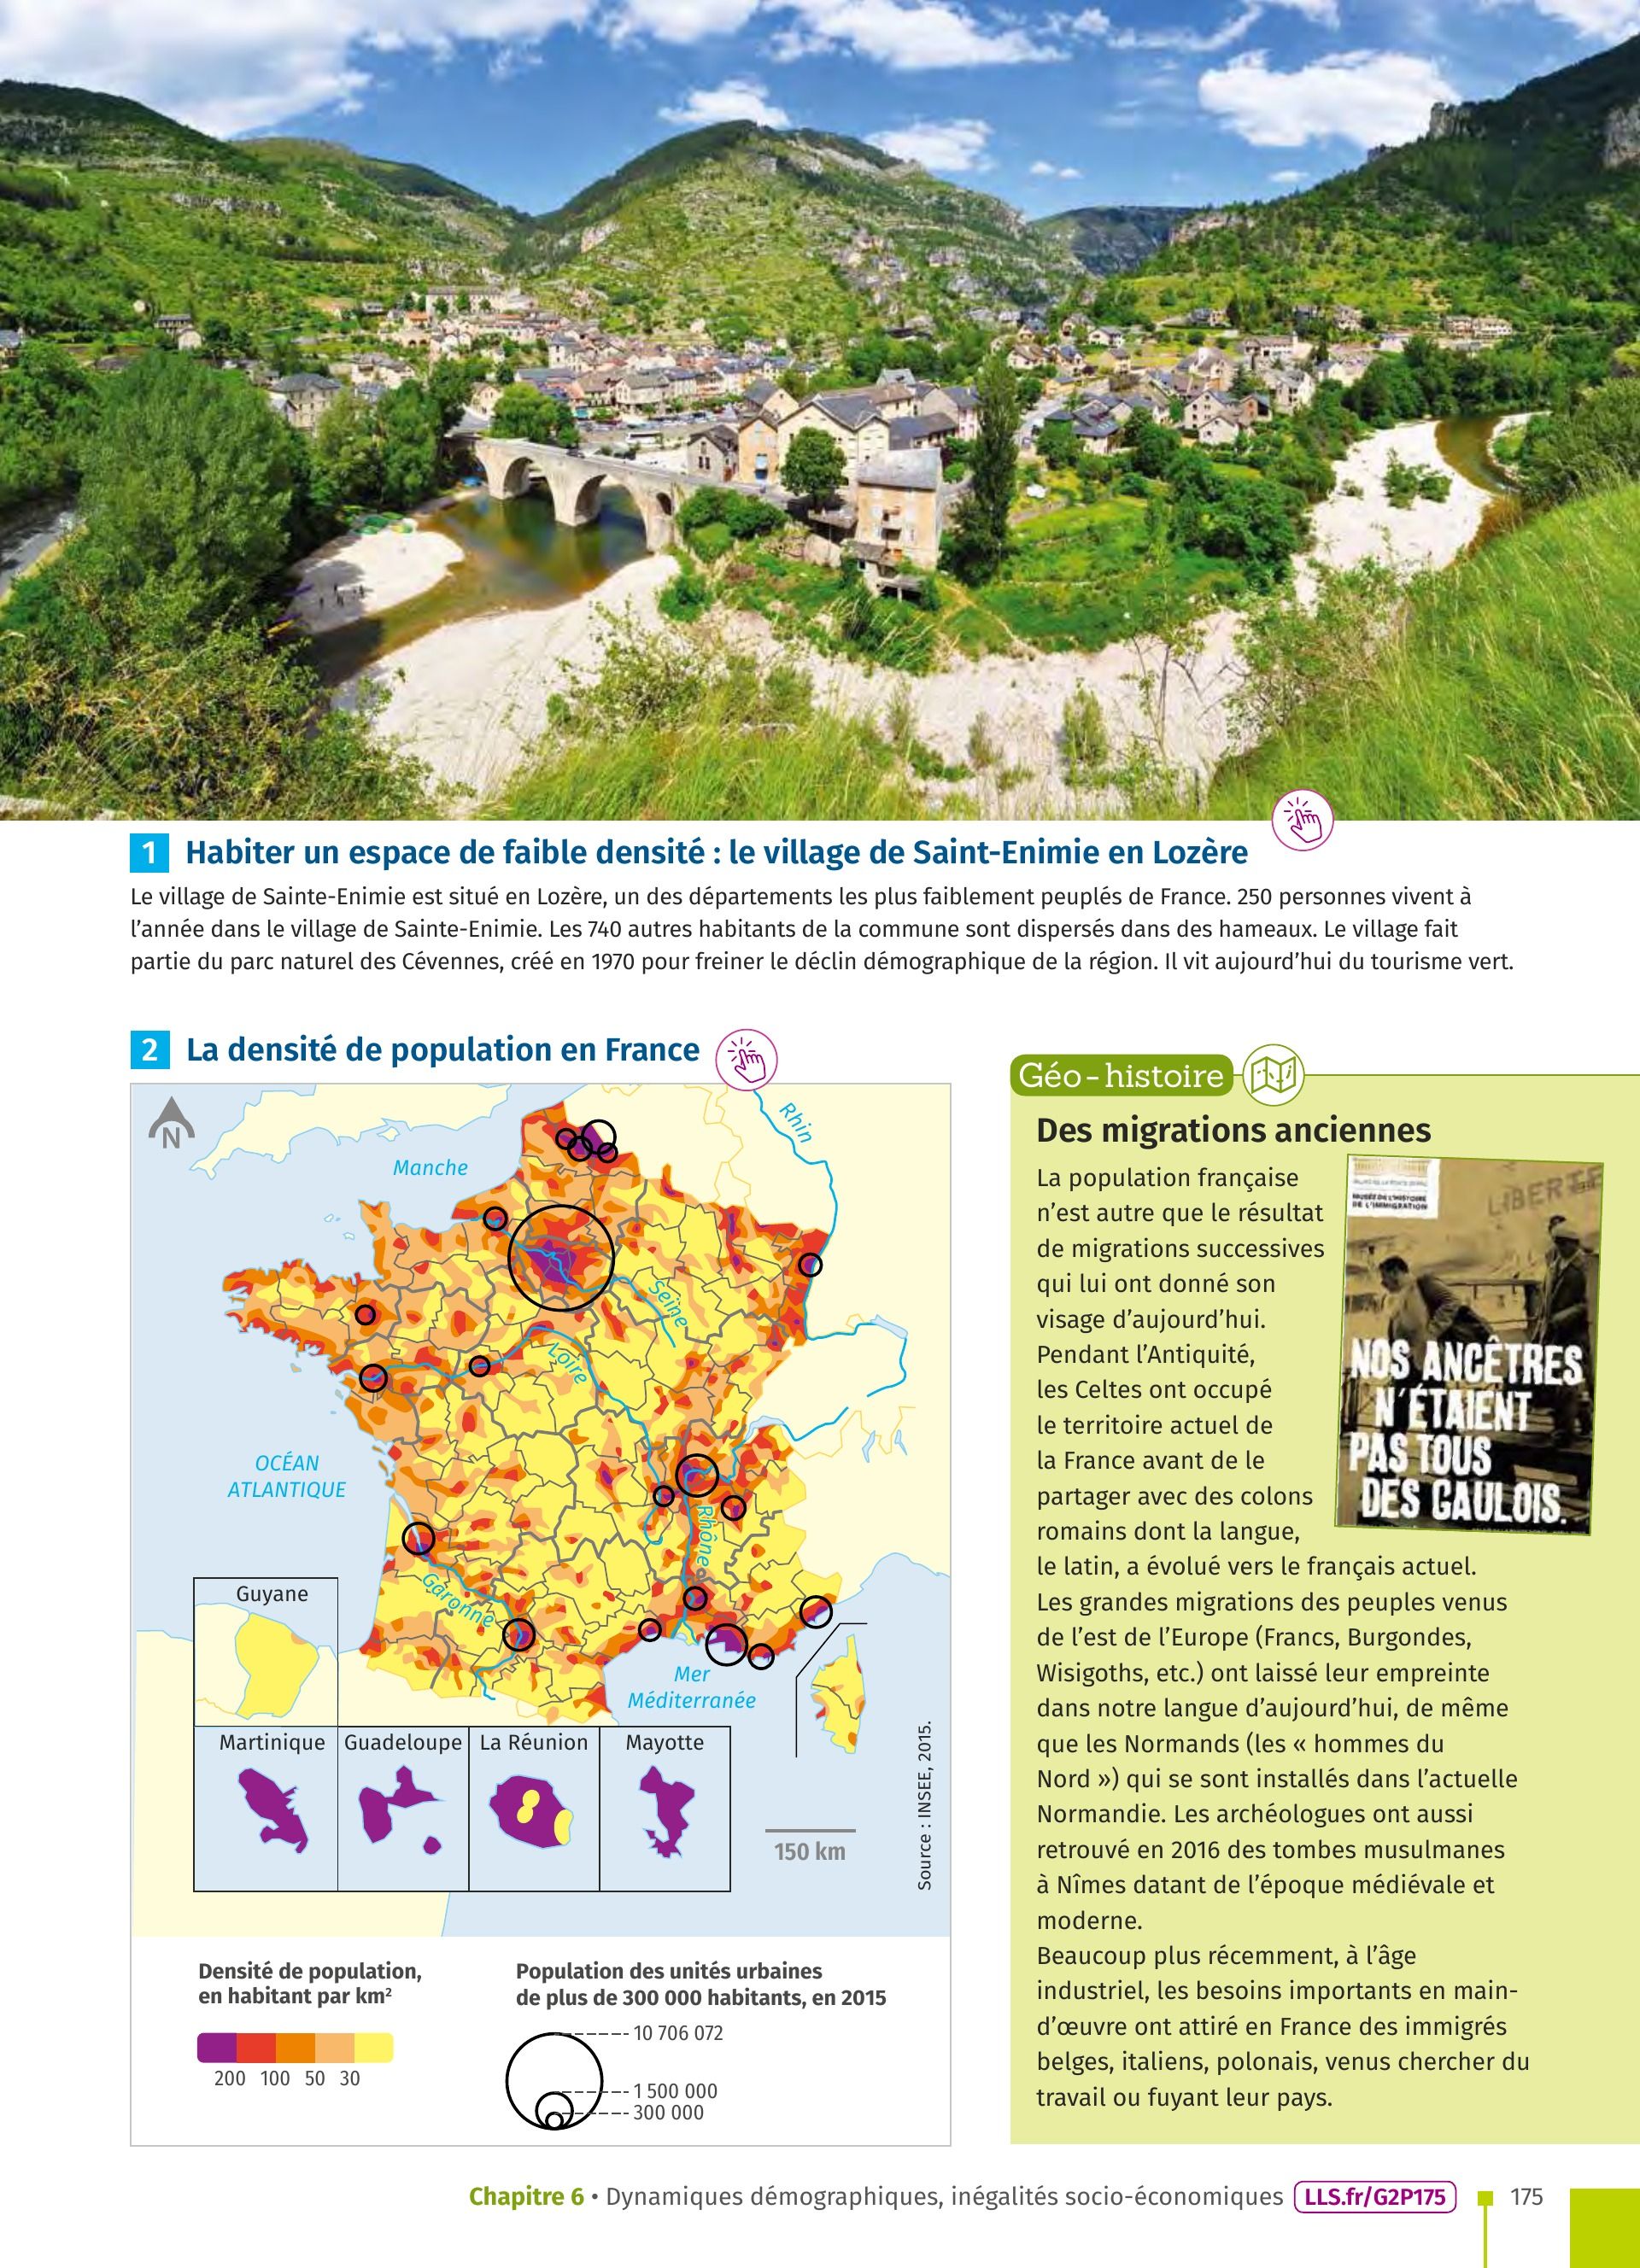 1 Habiter un espace de faible densité : le village de Saint-Enimie en Lozère
Le village de Sainte-Enimie est situé en Lozère, un des départements les plus faiblement peuplés de France. 250 personnes vivent à
l’année dans le village de Sainte-Enimie. Les 740 autres habitants de la commune sont dispersés dans des hameaux. Le village fait
partie du parc naturel des Cévennes, créé en 1970 pour freiner le déclin démographique de la région. Il vit aujourd’hui du tourisme vert.
2 La densité de population en France
N
Manche
Rhin
Seine
Loire
OCÉAN
ATLANTIQUE
Rhône
Garonne
Mer
Méditerranée
Guyane
Martinique
Guadeloupe
La Réunion
Mayotte
150 km
Source : INSEE, 2015.
Densité de population,
en habitant par km²
200 100 50 30
Population des unités urbaines
de plus de 300 000 habitants, en 2015
10 706 072
1 500 000
300 000
Géo-histoire
Des migrations anciennes
La population française
n’est autre que le résultat
de migrations successives
qui lui ont donné son
visage d’aujourd’hui.
Pendant l’Antiquité,
les Celtes ont occupé
le territoire actuel de
la France avant de le
partager avec des colons
romains dont la langue,
le latin, a évolué vers le français actuel.
Les grandes migrations des peuples venus
de l’est de l’Europe (Francs, Burgondes,
Wisigoths, etc.) ont laissé leur empreinte
dans notre langue d’aujourd’hui, de même
que les Normands (les « hommes du
Nord ») qui se sont installés dans l’actuelle
Normandie. Les archéologues ont aussi
retrouvé en 2016 des tombes musulmanes
à Nîmes datant de l’époque médiévale et
moderne.
Beaucoup plus récemment, à l’âge
industriel, les besoins importants en main-
d’œuvre ont attiré en France des immigrés
belges, italiens, polonais, venus chercher du
travail ou fuyant leur pays.
MUSÉE DE L'HISTOIRE
DE L'IMMIGRATION
LIBERTÉ
NOS ANCÊTRES
N'ÉTAIENT
PAS TOUS
DES GAULOIS.
Chapitre 6 • Dynamiques démographiques, inégalités socio-économiques LLS.fr/G2P175 175